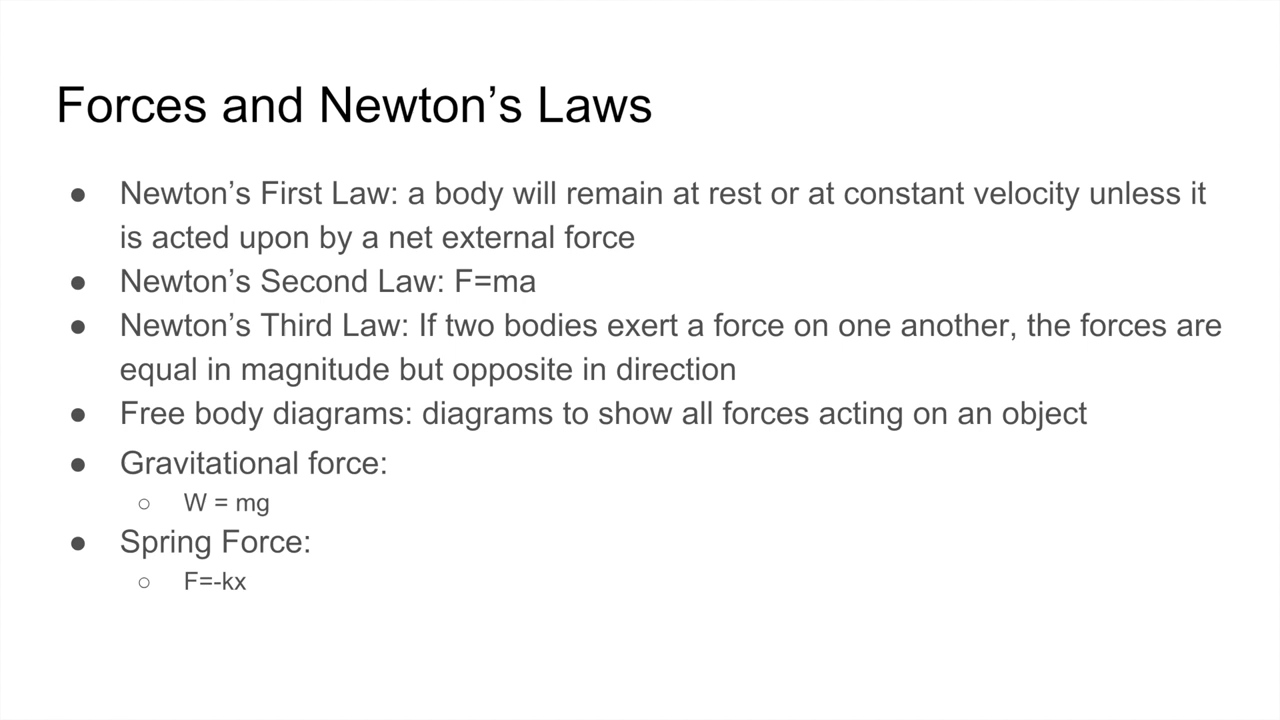 Forces and Newton’s Laws
● Newton’s First Law: a body will remain at rest or at constant velocity unless it
is acted upon by a net external force
● Newton’s Second Law: F=ma
● Newton’s Third Law: If two bodies exert a force on one another, the forces are
equal in magnitude but opposite in direction
● Free body diagrams: diagrams to show all forces acting on an object
● Gravitational force:
○ W = mg
● Spring Force:
○ F=-kx